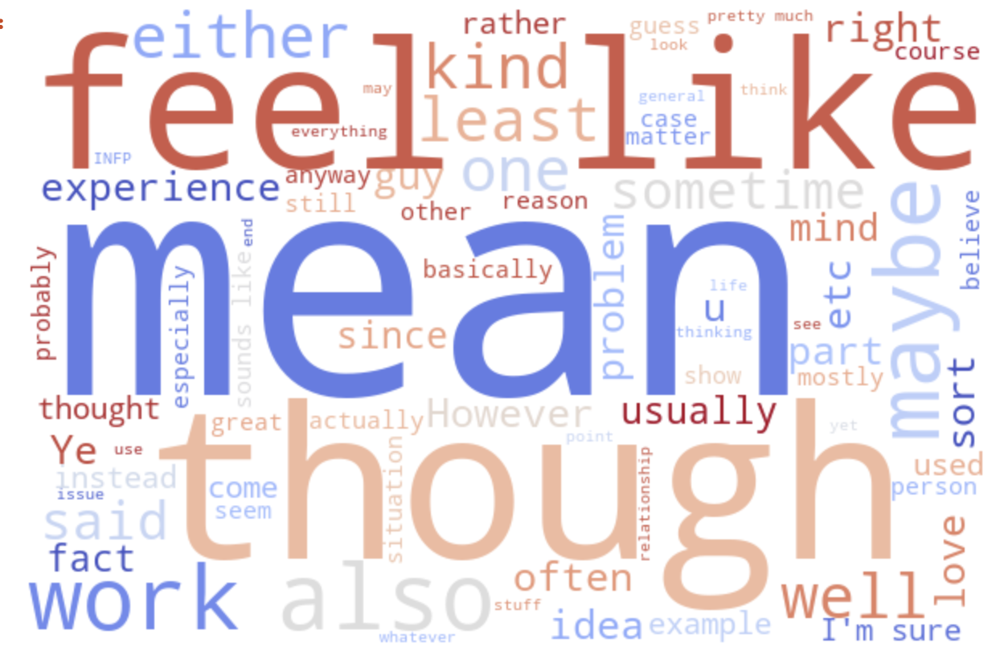 either
rather
guess
pretty much
look
right
course
feel like
kind
may
least
everything
general
think
case
matter
INFP
experience
anyway
guy
one
still
other
reason
sometime
mind
maybe
believe
mean
end
probably
especially
sounds like
basically
since
problem
life
u
thinking
etc
see
part
show
mostly
sort
thought
great
actually
However
usually
point
yet
Ye
use
though
instead
issue
come
seem
situation
relationship
used
person
said
fact
love
work
also
often
stuff
well
whatever
idea
example
I'm sure